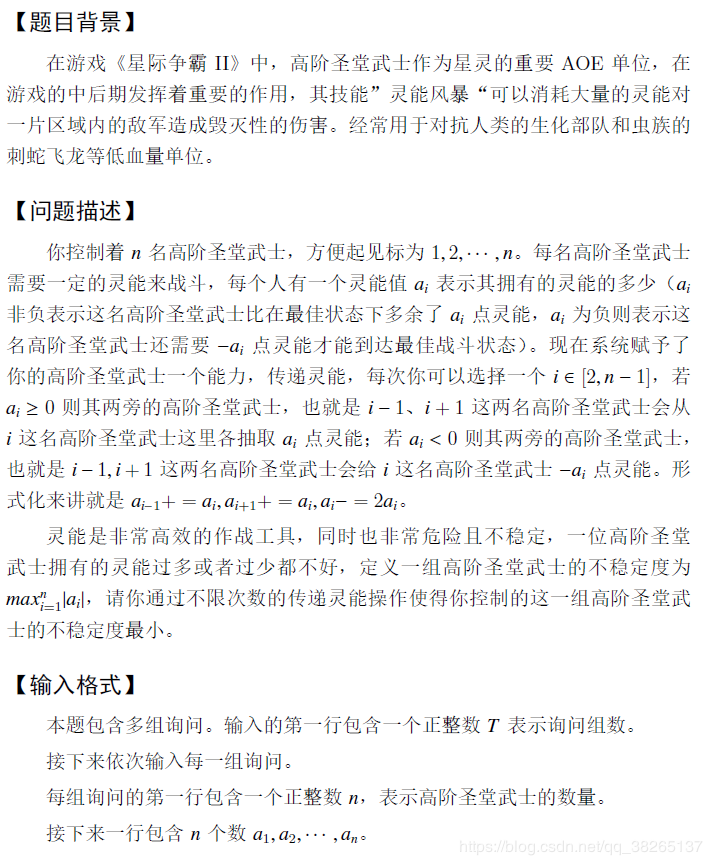 【题目背景】
在游戏《星际争霸 II》中，高阶圣堂武士作为星灵的重要 AOE 单位，在
游戏的中后期发挥着重要的作用，其技能”灵能风暴“可以消耗大量的灵能对
一片区域内的敌军造成毁灭性的伤害。经常用于对抗人类的生化部队和虫族的
刺蛇飞龙等低血量单位。
【问题描述】
你控制着 n 名高阶圣堂武士，方便起见标为 1,2,⋯,n。每名高阶圣堂武士
需要一定的灵能来战斗，每个人有一个灵能值 a_i 表示其拥有的灵能的多少（a_i
非负表示这名高阶圣堂武士比在最佳状态下多余了 a_i 点灵能，a_i 为负则表示这
名高阶圣堂武士还需要 −a_i 点灵能才能到达最佳战斗状态）。现在系统赋予了
你的高阶圣堂武士一个能力，传递灵能，每次你可以选择一个 i ∈ [2,n−1]，若
a_i ≥ 0 则其两旁的高阶圣堂武士，也就是 i−1、i+1 这两名高阶圣堂武士会从
i 这名高阶圣堂武士这里各抽取 a_i 点灵能；若 a_i < 0 则其两旁的高阶圣堂武士，
也就是 i−1,i+1 这两名高阶圣堂武士会给 i 这名高阶圣堂武士 −a_i 点灵能。形
式化来讲就是 a_{i−1}+ = a_i, a_{i+1}+ = a_i, a_i− = 2a_i。
灵能是非常高效的作战工具，同时也非常危险且不稳定，一位高阶圣堂
武士拥有的灵能过多或者过少都不好，定义一组高阶圣堂武士的不稳定度为
max_{i=1}^{n}|a_i|，请你通过不限次数的传递灵能操作使得你控制的这一组高阶圣堂武
士的不稳定度最小。
【输入格式】
本题包含多组询问。输入的第一行包含一个正整数 T 表示询问组数。
接下来依次输入每一组询问。
每组询问的第一行包含一个正整数 n，表示高阶圣堂武士的数量。
接下来一行包含 n 个数 a_1,a_2,⋯,a_n。
https://blog.csdn.net/qq_38265137